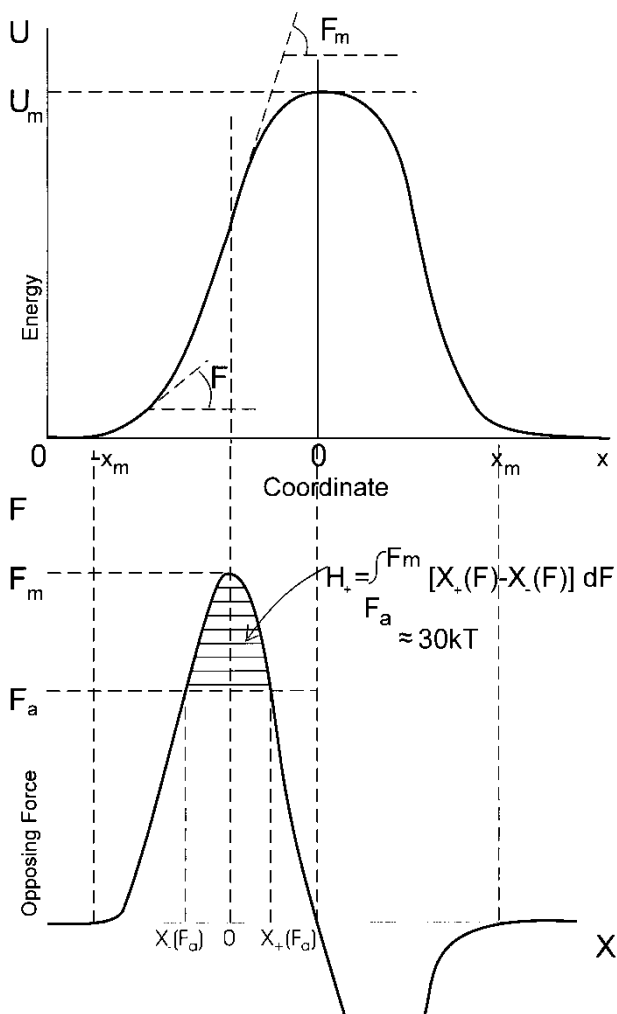 U
F_m
U_m
Energy
F
0 -x_m 0 x_m x
Coordinate
F
F_m
H_+ = ∫_{F_a}^{F_m} [X_+(F)-X_-(F)] dF
≈ 30kT
F_a
Opposing Force
X_-(F_a) 0 X_+(F_a) X